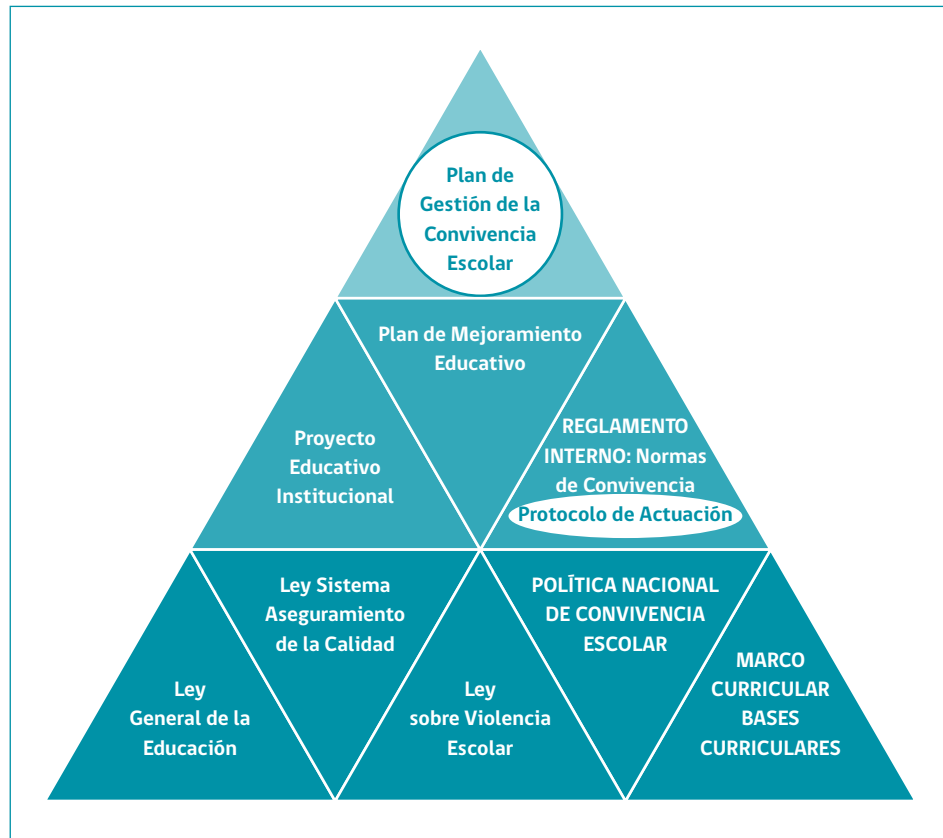 Plan de
Gestión de la
Convivencia
Escolar
Plan de Mejoramiento
Educativo
Proyecto
Educativo
Institucional
REGLAMENTO
INTERNO: Normas
de Convivencia
Protocolo de Actuación
Ley Sistema
Aseguramiento
de la Calidad
POLÍTICA NACIONAL
DE CONVIVENCIA
ESCOLAR
Ley
General de la
Educación
Ley
sobre Violencia
Escolar
MARCO
CURRICULAR
BASES
CURRICULARES